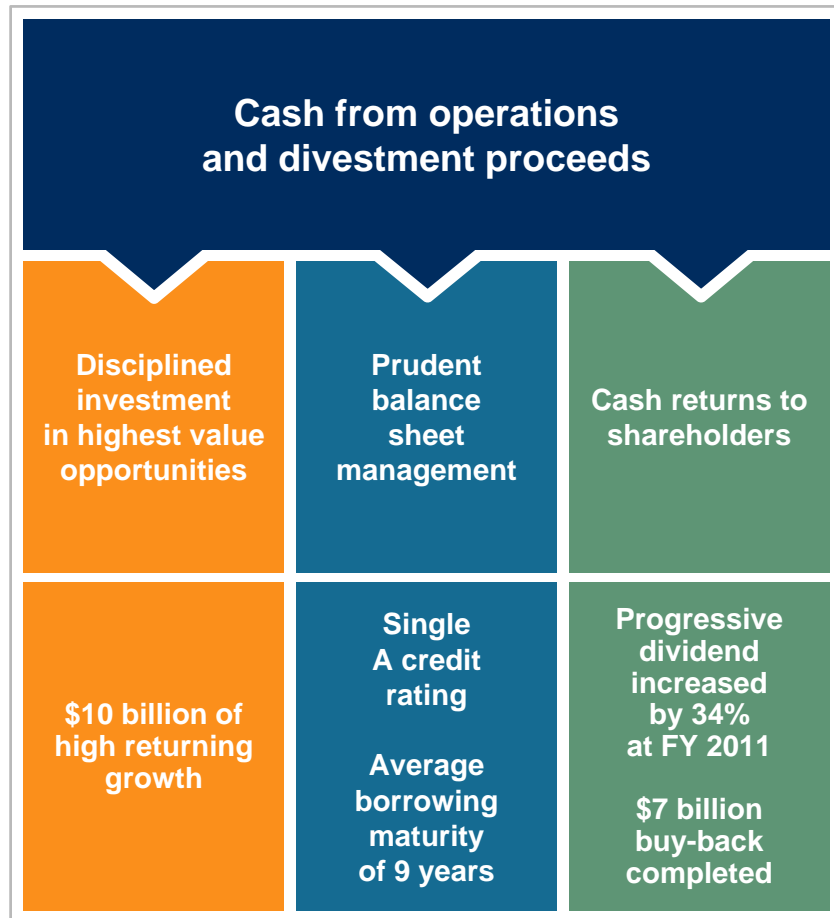 Cash from operations
and divestment proceeds
Disciplined
investment
in highest value
opportunities
Prudent
balance
sheet
management
Cash returns to
shareholders
$10 billion of
high returning
growth
Single
A credit
rating
Average
borrowing
maturity
of 9 years
Progressive
dividend
increased
by 34%
at FY 2011
$7 billion
buy-back
completed